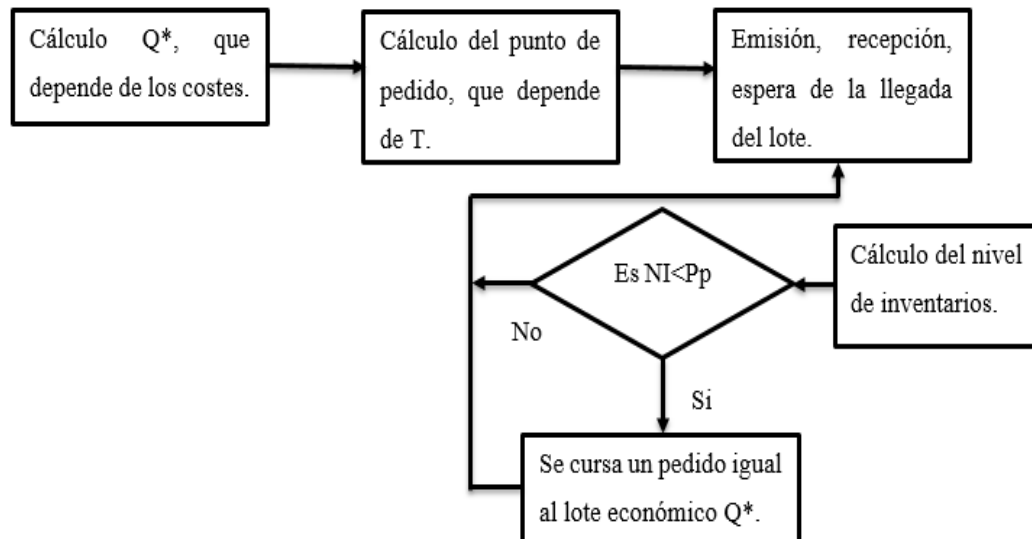 Cálculo Q*, que
depende de los costes.
Cálculo del punto de
pedido, que depende
de T.
Emisión, recepción,
espera de la llegada
del lote.
Es NI<Pp
Cálculo del nivel
de inventarios.
No
Si
Se cursa un pedido igual
al lote económico Q*.